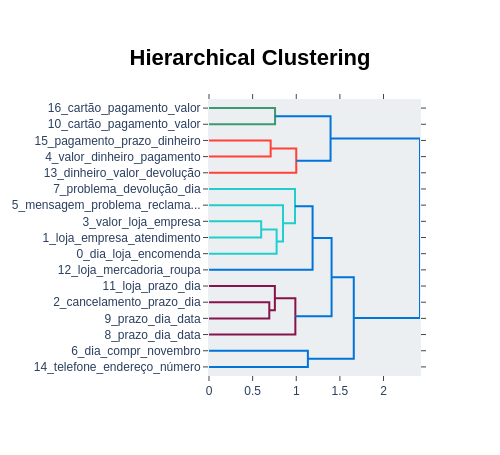 Hierarchical Clustering
16_cartão_pagamento_valor
10_cartão_pagamento_valor
15_pagamento_prazo_dinheiro
4_valor_dinheiro_pagamento
13_dinheiro_valor_devolução
7_problema_devolução_dia
5_mensagem_problema_reclama...
3_valor_loja_empresa
1_loja_empresa_atendimento
0_dia_loja_encomenda
12_loja_mercadoria_roupa
11_loja_prazo_dia
2_cancelamento_prazo_dia
9_prazo_dia_data
8_prazo_dia_data
6_dia_compr_novembro
14_telefone_endereço_número
0 0.5 1 1.5 2